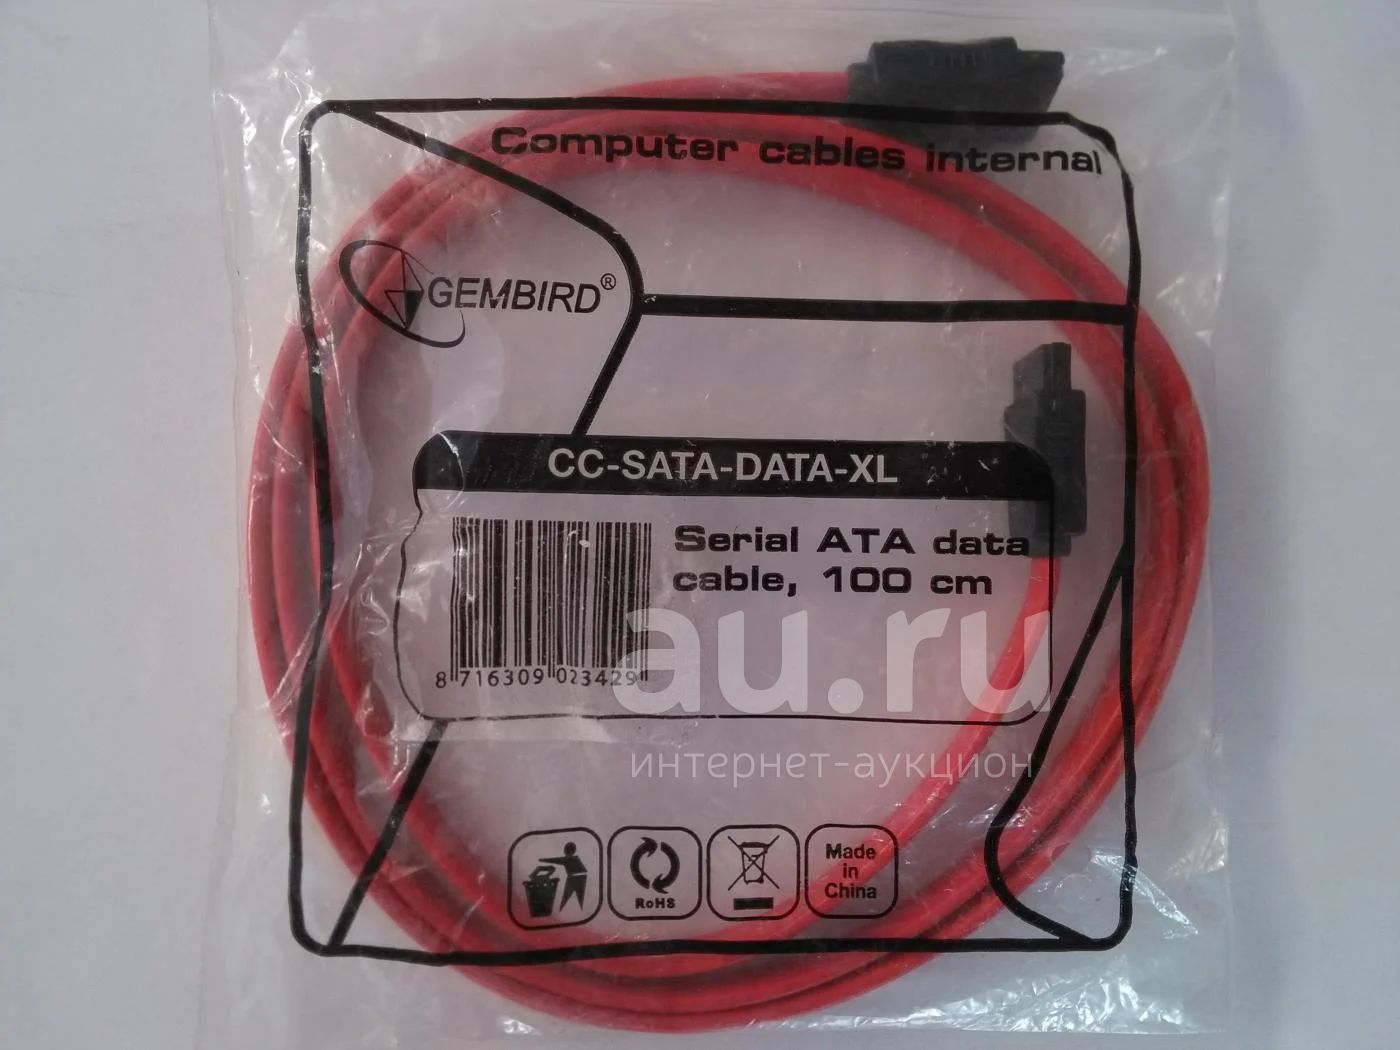 Computer cables internal
GEMBIRD®
CC-SATA-DATA-XL
Serial ATA data
cable, 100 cm
8 716309 023429
au.ru
интернет-аукцион
RoHS
Made
in
China